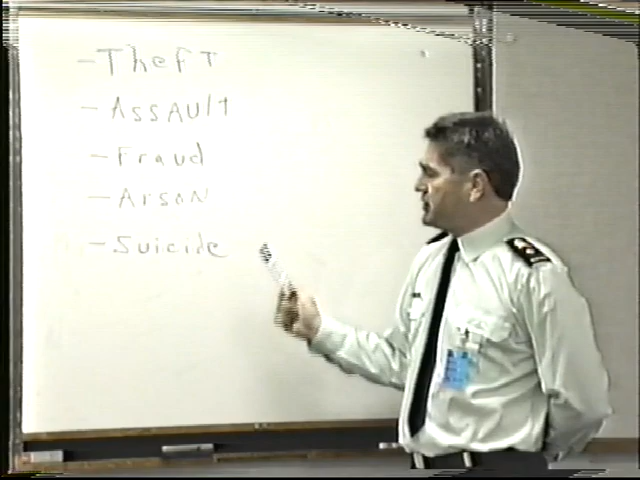 - Theft
- Assault
- Fraud
- Arson
- Suicide